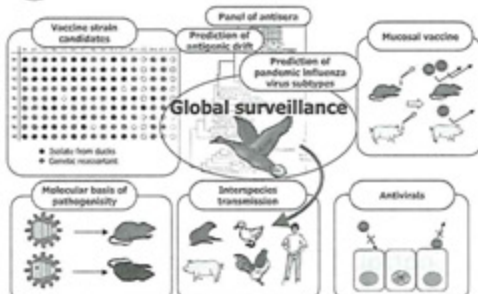 Panel of antisera
Vaccine strain
candidates
Prediction of
antigenic drift
Mucosal vaccine
Prediction of
pandemic influenza
virus subtypes
Global surveillance
Isolate from ducks
Genetic reassortant
Molecular basis of
pathogenisity
Interspecies
transmission
Antivirals